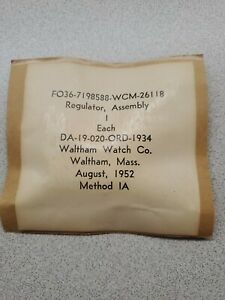 FO36-7198588-WCM-26118
Regulator, Assembly
1
Each
DA-19-020-ORD-1934
Waltham Watch Co.
Waltham, Mass.
August, 1952
Method IA